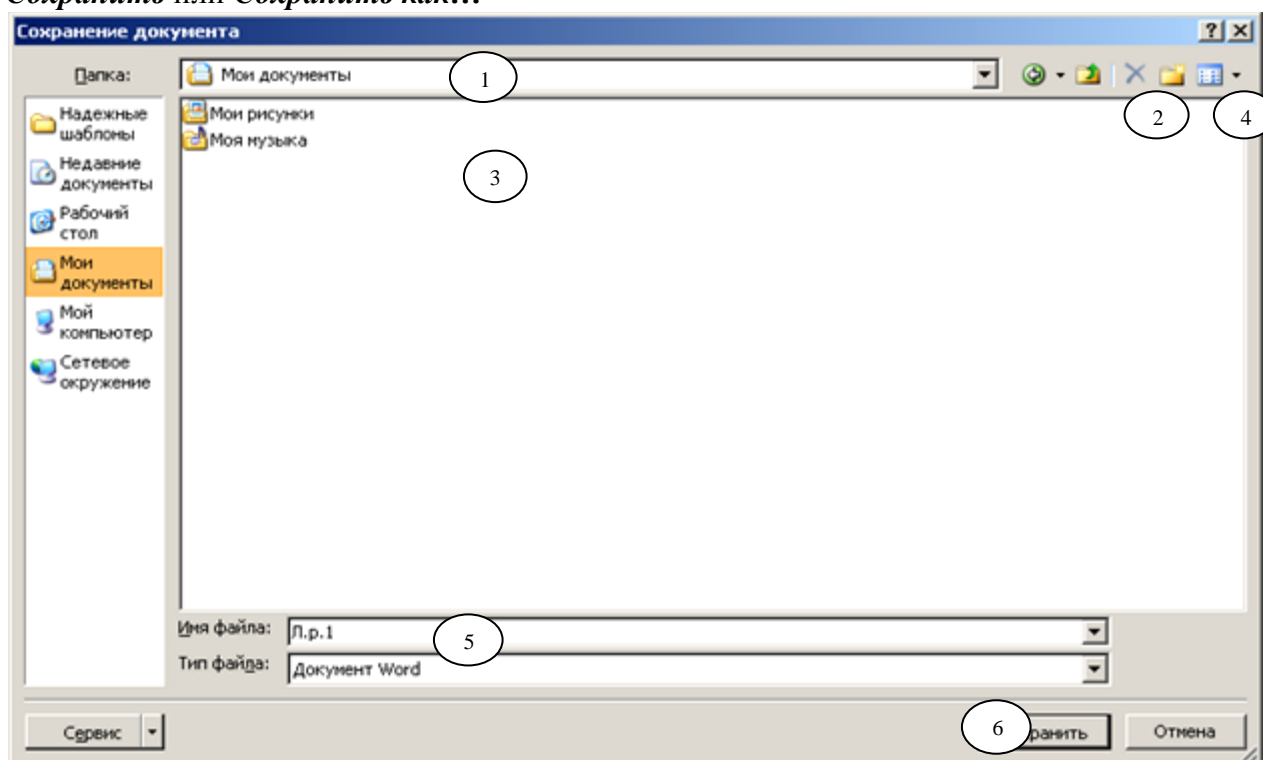 Сохранить или Сохранить как…
Сохранение документа
Папка:
Мои документы
1
2
4
Надежные
шаблоны
Недавние
документы
Рабочий
стол
Мои
документы
Мой
компьютер
Сетевое
окружение
Мои рисунки
Моя музыка
3
Имя файла:
Л.р.1
5
Тип файла:
Документ Word
Сервис
6
ранить
Отмена